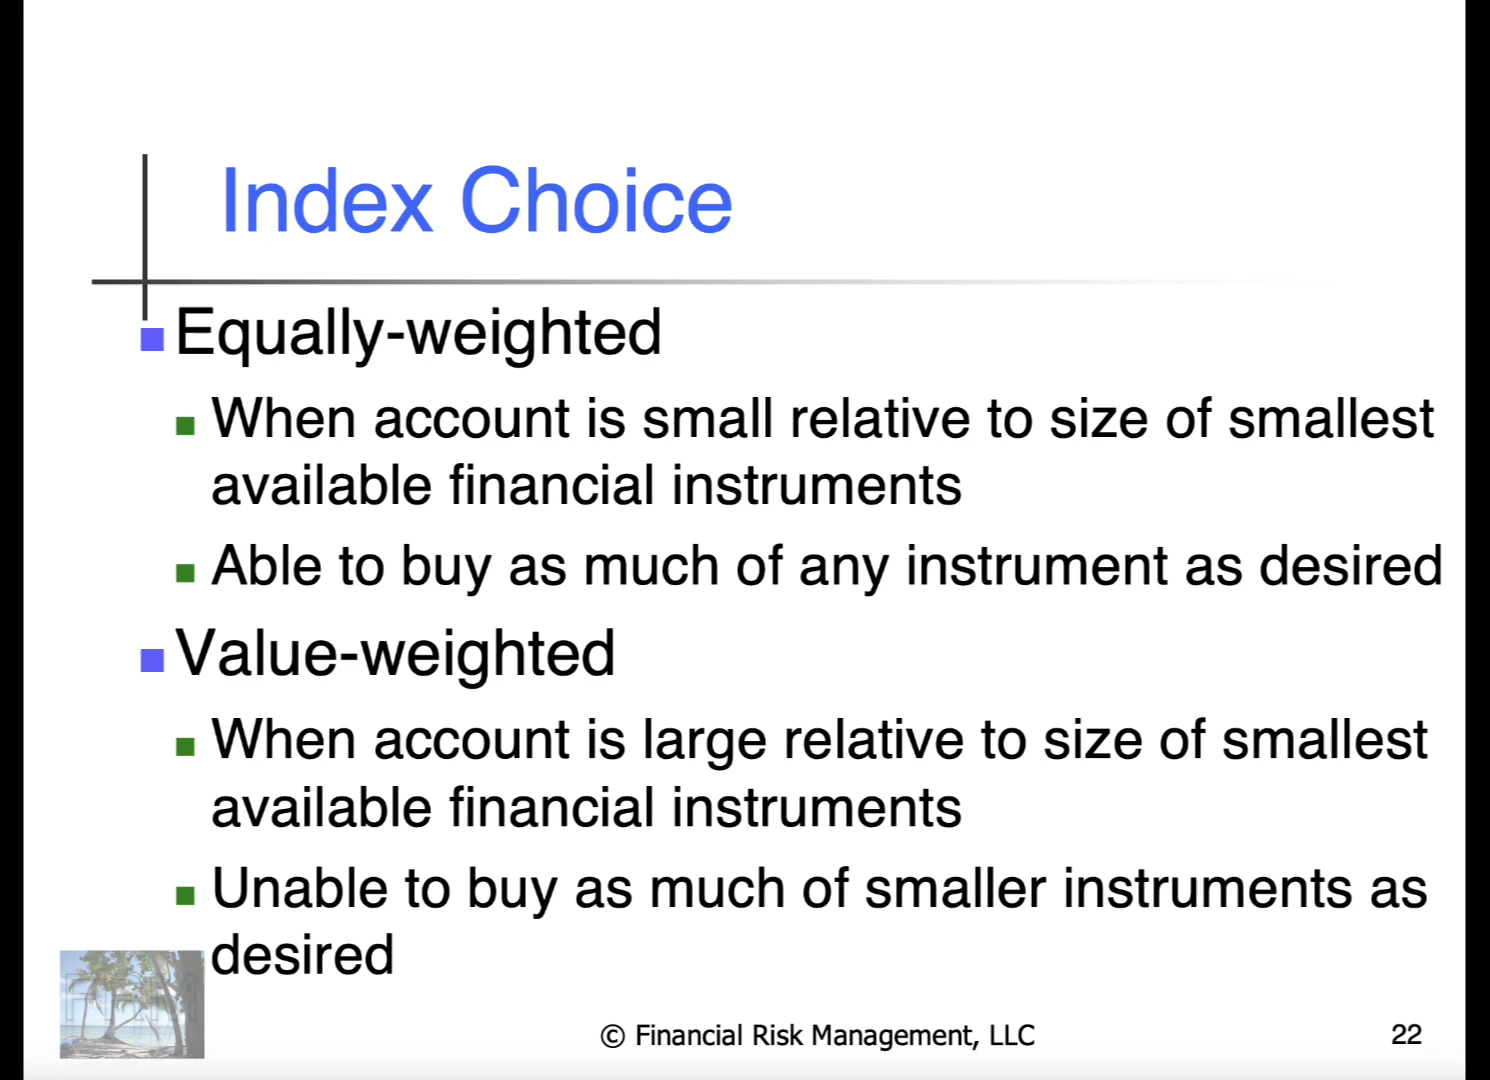 Index Choice
Equally-weighted
When account is small relative to size of smallest
available financial instruments
Able to buy as much of any instrument as desired
Value-weighted
When account is large relative to size of smallest
available financial instruments
Unable to buy as much of smaller instruments as
desired
© Financial Risk Management, LLC
22